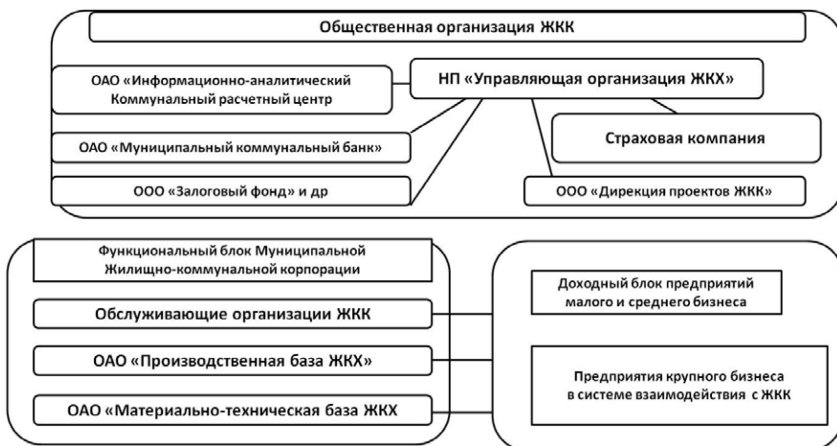 Общественная организация ЖКК
ОАО «Информационно-аналитический
Коммунальный расчетный центр
НП «Управляющая организация ЖКХ»
ОАО «Муниципальный коммунальный банк»
Страховая компания
ООО «Залоговый фонд» и др
ООО «Дирекция проектов ЖКК»
Функциональный блок Муниципальной
Жилищно-коммунальной корпорации
Обслуживающие организации ЖКК
ОАО «Производственная база ЖКХ»
ОАО «Материально-техническая база ЖКХ
Доходный блок предприятий
малого и среднего бизнеса
Предприятия крупного бизнеса
в системе взаимодействия с ЖКК